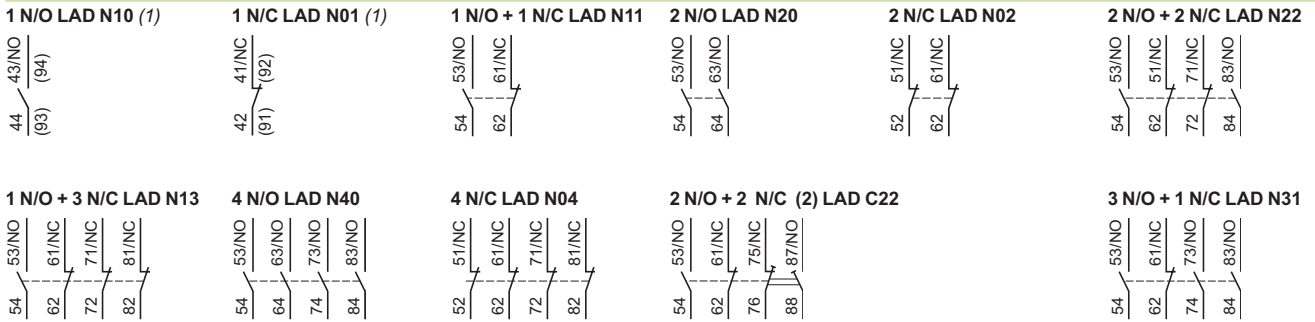 1 N/O LAD N10 (1)
43/NO
(94)
44
(93)
1 N/C LAD N01 (1)
41/NC
(92)
42
(91)
1 N/O + 1 N/C LAD N11
53/NO
61/NC
54
62
2 N/O LAD N20
53/NO
63/NO
54
64
2 N/C LAD N02
51/NC
61/NC
52
62
2 N/O + 2 N/C LAD N22
53/NO
51/NC
71/NC
83/NO
54
62
72
84
1 N/O + 3 N/C LAD N13
53/NO
61/NC
71/NC
81/NC
54
62
72
82
4 N/O LAD N40
53/NO
63/NO
73/NO
83/NO
54
64
74
84
4 N/C LAD N04
51/NC
61/NC
71/NC
81/NC
52
62
72
82
2 N/O + 2 N/C (2) LAD C22
53/NO
61/NC
75/NC
87/NO
54
62
76
88
3 N/O + 1 N/C LAD N31
53/NO
61/NC
73/NO
83/NO
54
62
74
84